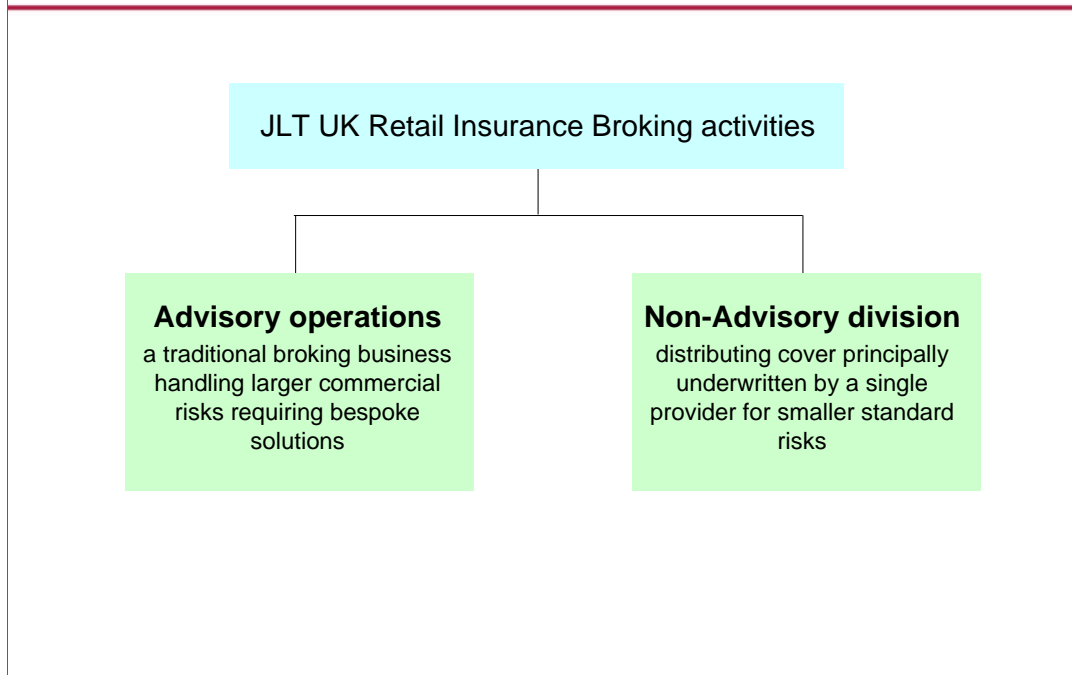 JLT UK Retail Insurance Broking activities
Advisory operations
a traditional broking business
handling larger commercial
risks requiring bespoke
solutions
Non-Advisory division
distributing cover principally
underwritten by a single
provider for smaller standard
risks